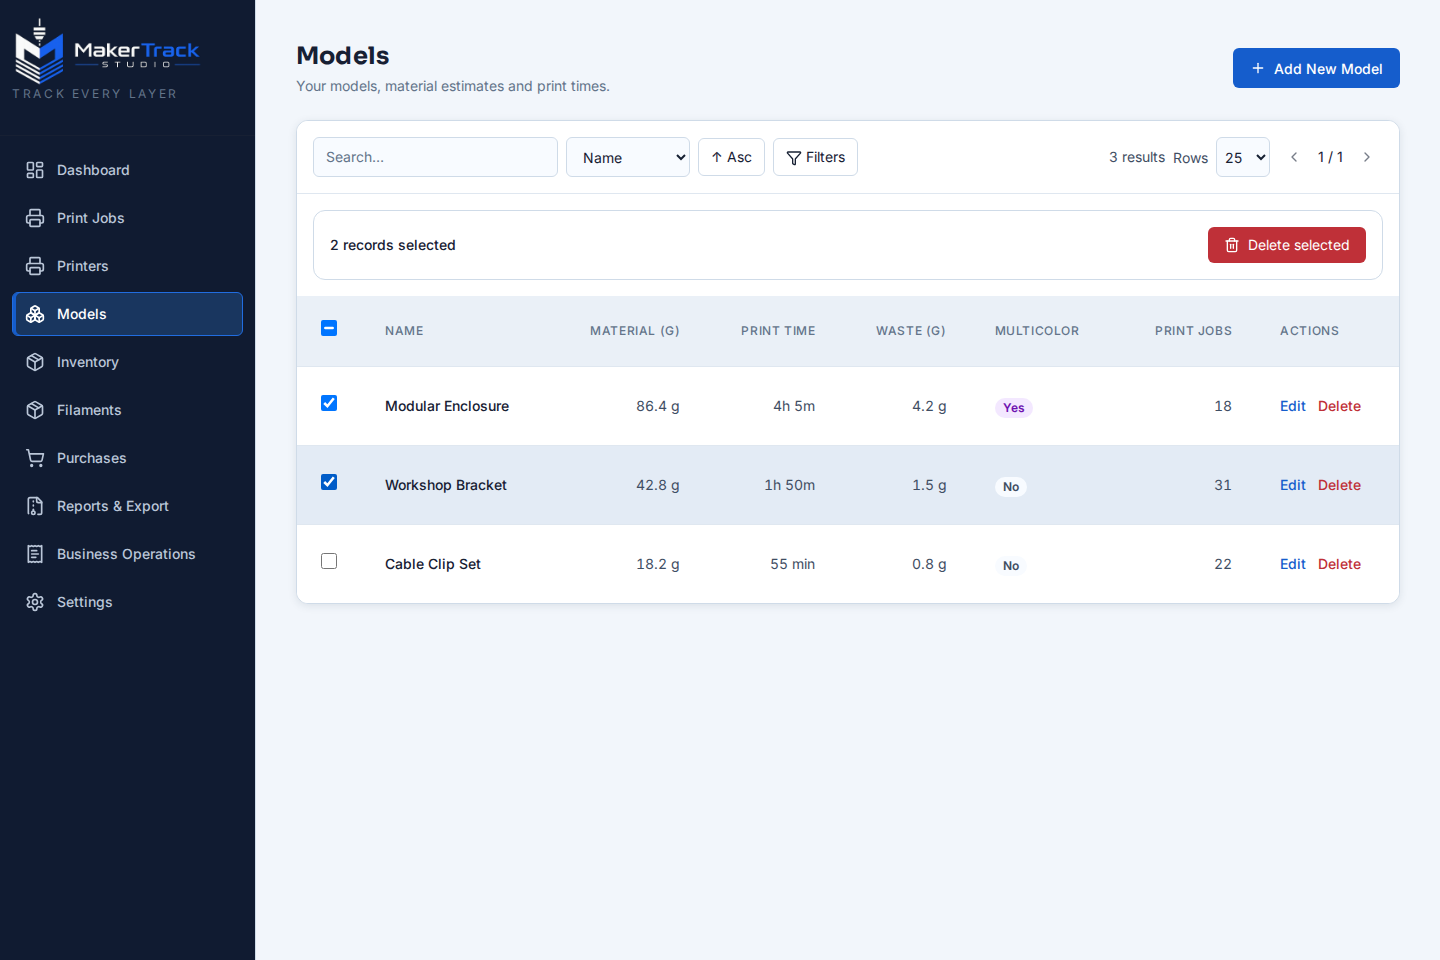 MakerTrack
STUDIO
TRACK EVERY LAYER
Dashboard
Print Jobs
Printers
Models
Inventory
Filaments
Purchases
Reports & Export
Business Operations
Settings
Models
Your models, material estimates and print times.
Add New Model
Search...
Name
Asc
Filters
3 results
Rows
25
1 / 1
2 records selected
Delete selected
NAME MATERIAL (G) PRINT TIME WASTE (G) MULTICOLOR PRINT JOBS ACTIONS
Modular Enclosure 86.4 g 4h 5m 4.2 g Yes 18 Edit Delete
Workshop Bracket 42.8 g 1h 50m 1.5 g No 31 Edit Delete
Cable Clip Set 18.2 g 55 min 0.8 g No 22 Edit Delete